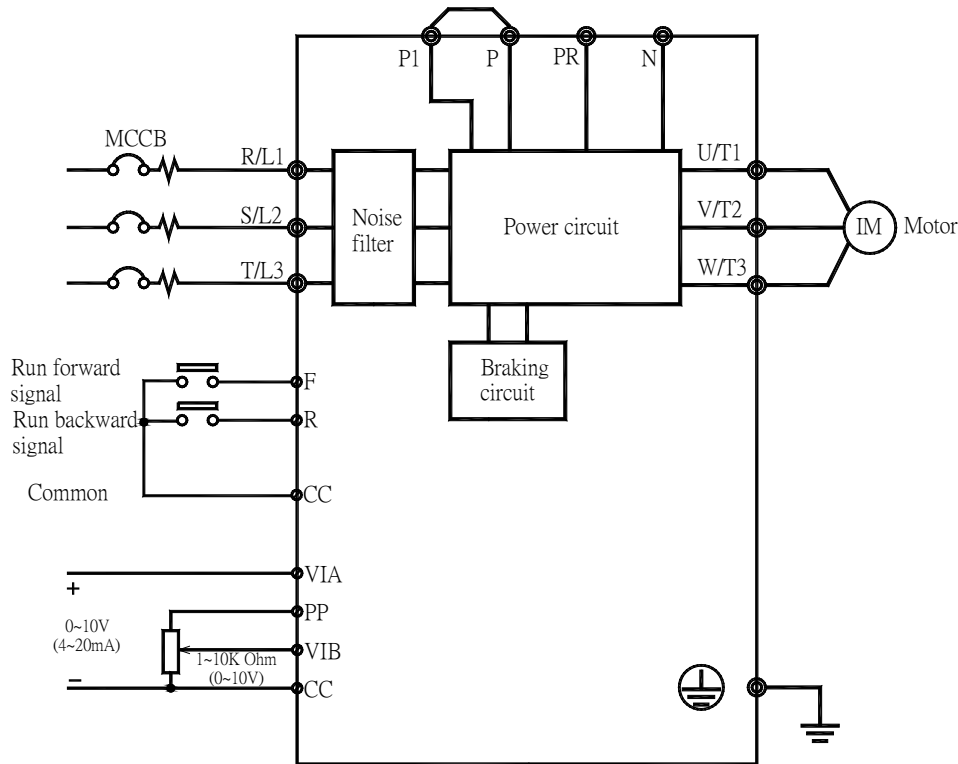 P1
P
PR
N
MCCB
R/L1
U/T1
S/L2
Noise
filter
Power circuit
V/T2
IM
Motor
T/L3
W/T3
Run forward
signal
F
Braking
circuit
Run backward
signal
R
Common
CC
VIA
+
PP
0~10V
(4~20mA)
VIB
1~10K Ohm
(0~10V)
−
CC